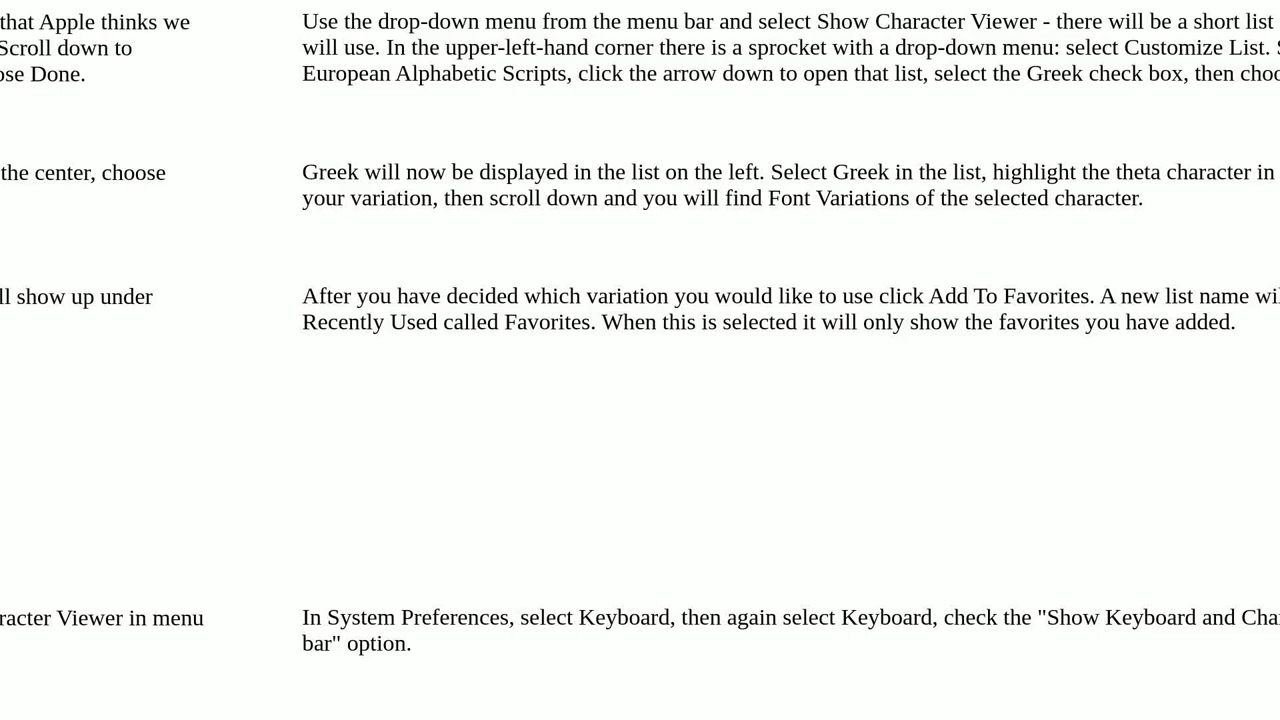 that Apple thinks we
Scroll down to
ose Done.
the center, choose
ll show up under
racter Viewer in menu
Use the drop-down menu from the menu bar and select Show Character Viewer - there will be a short list
will use. In the upper-left-hand corner there is a sprocket with a drop-down menu: select Customize List. S
European Alphabetic Scripts, click the arrow down to open that list, select the Greek check box, then choo
Greek will now be displayed in the list on the left. Select Greek in the list, highlight the theta character in
your variation, then scroll down and you will find Font Variations of the selected character.
After you have decided which variation you would like to use click Add To Favorites. A new list name wil
Recently Used called Favorites. When this is selected it will only show the favorites you have added.
In System Preferences, select Keyboard, then again select Keyboard, check the "Show Keyboard and Char
bar" option.